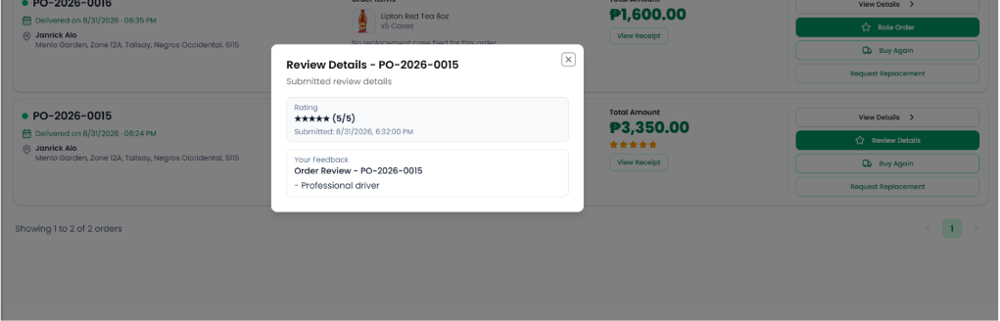 PO-2026-0016
Delivered on 8/31/2026 · 06:35 PM
Janrick Alo
Menlo Garden, Zone 12A, Talisay, Negros Occidental, 6115
Order Items
Lipton Red Tea 8oz
x5 Cases
No replacement case filed for this order.
Total Amount
₱1,600.00
View Receipt
View Details
Rate Order
Buy Again
Request Replacement
Review Details - PO-2026-0015
Submitted review details
Rating
★★★★★ (5/5)
Submitted: 8/31/2026, 6:32:00 PM
Your Feedback
Order Review - PO-2026-0015
- Professional driver
PO-2026-0015
Delivered on 8/31/2026 · 06:24 PM
Janrick Alo
Menlo Garden, Zone 12A, Talisay, Negros Occidental, 6115
Total Amount
₱3,350.00
View Receipt
View Details
Review Details
Buy Again
Request Replacement
Showing 1 to 2 of 2 orders
1